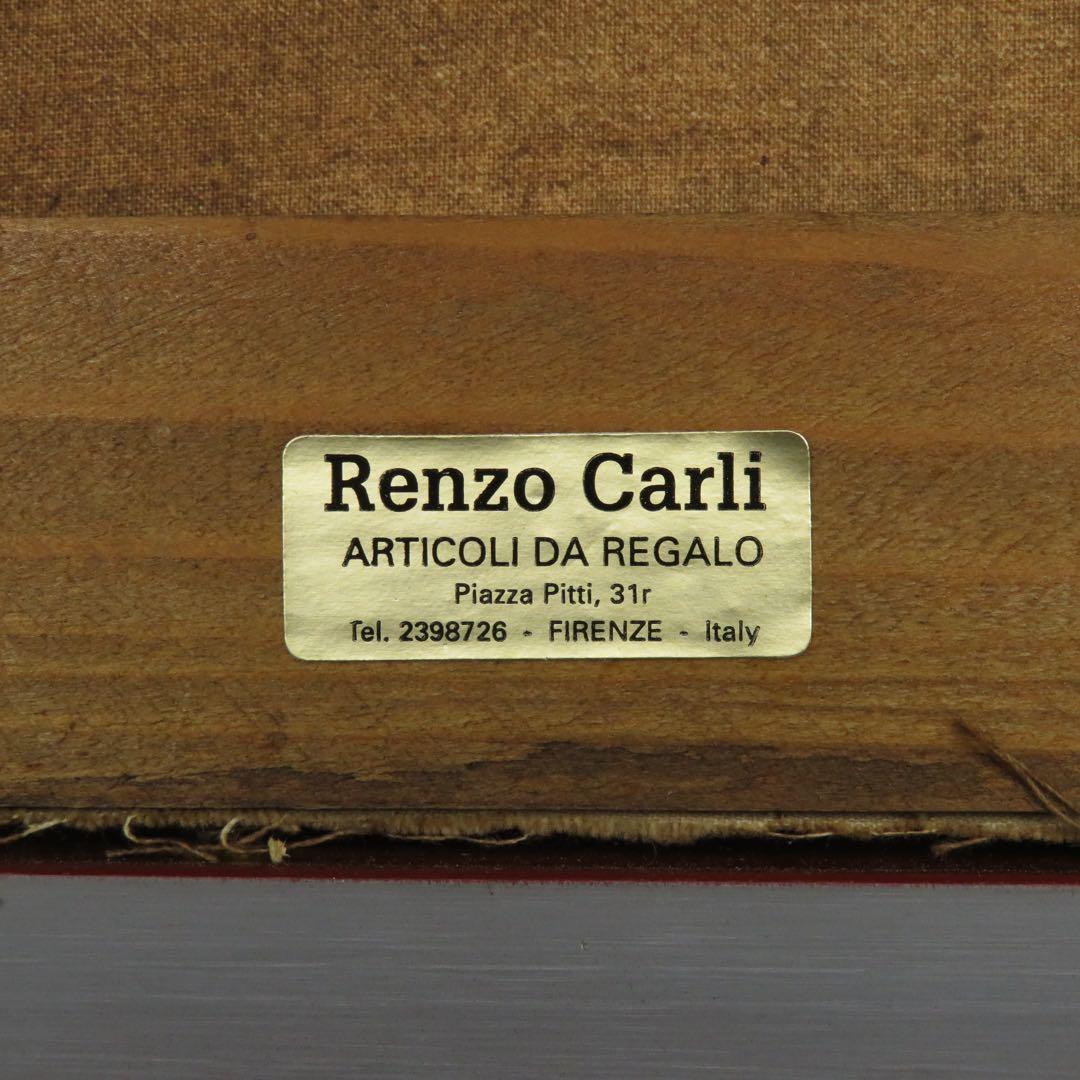 Renzo Carli
ARTICOLI DA REGALO
Piazza Pitti, 31r
Tel. 2398726 - FIRENZE - Italy